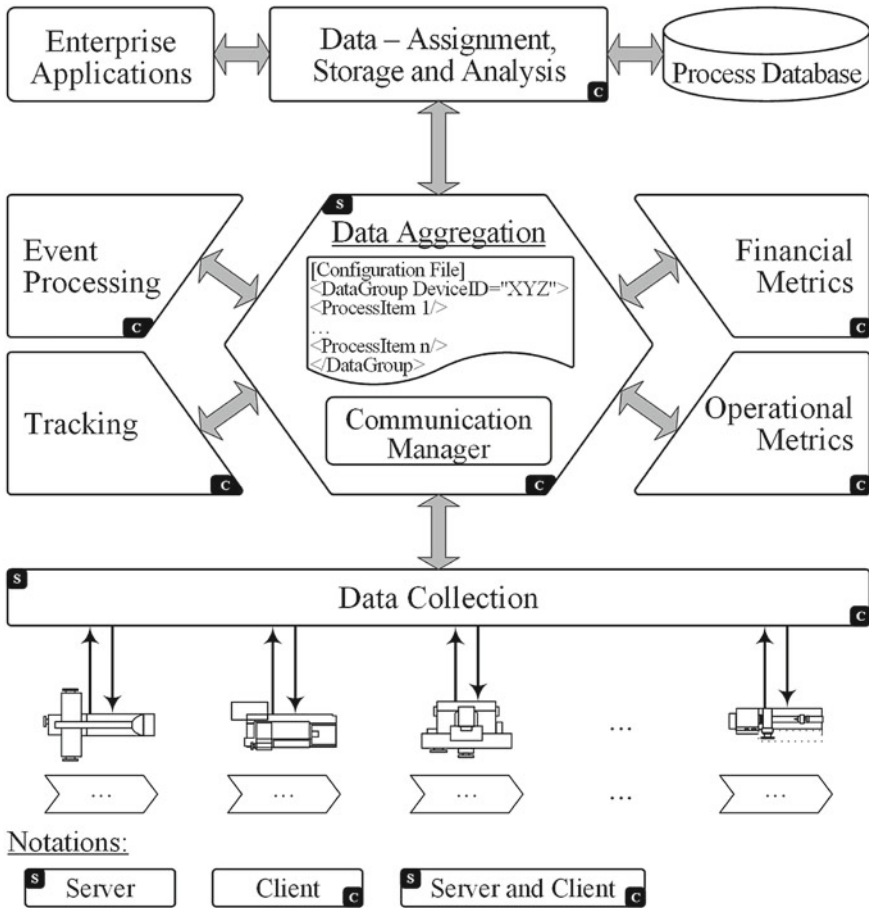 Enterprise
Applications
Data – Assignment,
Storage and Analysis
C
Process Database
Event
Processing
C
S
Data Aggregation
[Configuration File]
<DataGroup DeviceID="XYZ">
<ProcessItem 1/>
...
<ProcessItem n/>
</DataGroup>
Communication
Manager
C
Financial
Metrics
C
Tracking
C
Operational
Metrics
C
S
Data Collection
C
...
... ... ... ... ...
Notations:
S
Server
Client
C
S
Server and Client
C